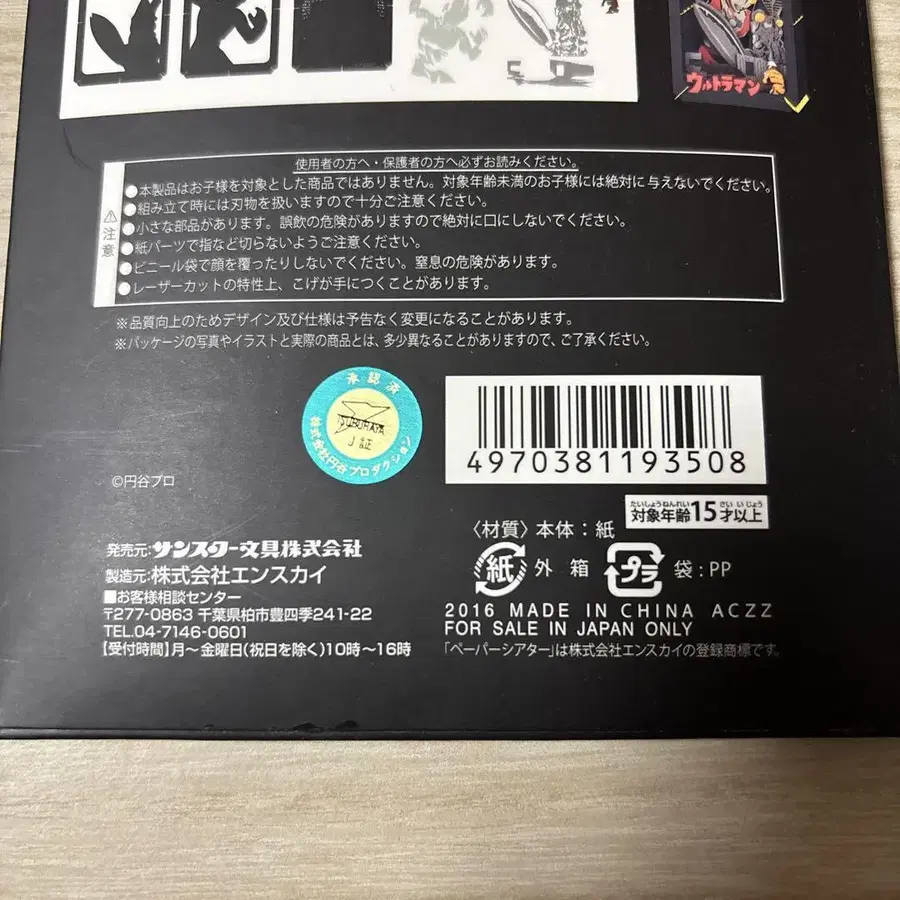 ウルトラマン
使用者の方へ・保護者の方へ必ずお読みください。
⚠注意
●本製品はお子様を対象とした商品ではありません。対象年齢未満のお子様には絶対に与えないでください。
●組み立て時には刃物を扱いますので十分ご注意ください。
●小さな部品があります。誤飲の危険がありますので絶対に口にしないでください。
●紙パーツで指など切らないようご注意ください。
●ビニール袋で顔を覆ったりしないでください。窒息の危険があります。
●レーザーカットの特性上、こげが手につくことがあります。
※品質向上のためデザイン及び仕様は予告なく変更になることがあります。
※パッケージの写真やイラストと実際の商品とは、多少異なることがありますので、ご了承ください。
承認済
TSUBURAYA
J 証
株式会社円谷プロダクション
4970381193508
©円谷プロ
たいしょうねんれい さい いじょう
対象年齢15才以上
〈材質〉本体：紙
紙 外 箱 プラ 袋：PP
発売元：サンスター文具株式会社
製造元：株式会社エンスカイ
■お客様相談センター
〒277-0863 千葉県柏市豊四季241-22
TEL.04-7146-0601
【受付時間】月〜金曜日(祝日を除く)10時〜16時
2016 MADE IN CHINA ACZZ
FOR SALE IN JAPAN ONLY
「ペーパーシアター」は株式会社エンスカイの登録商標です。